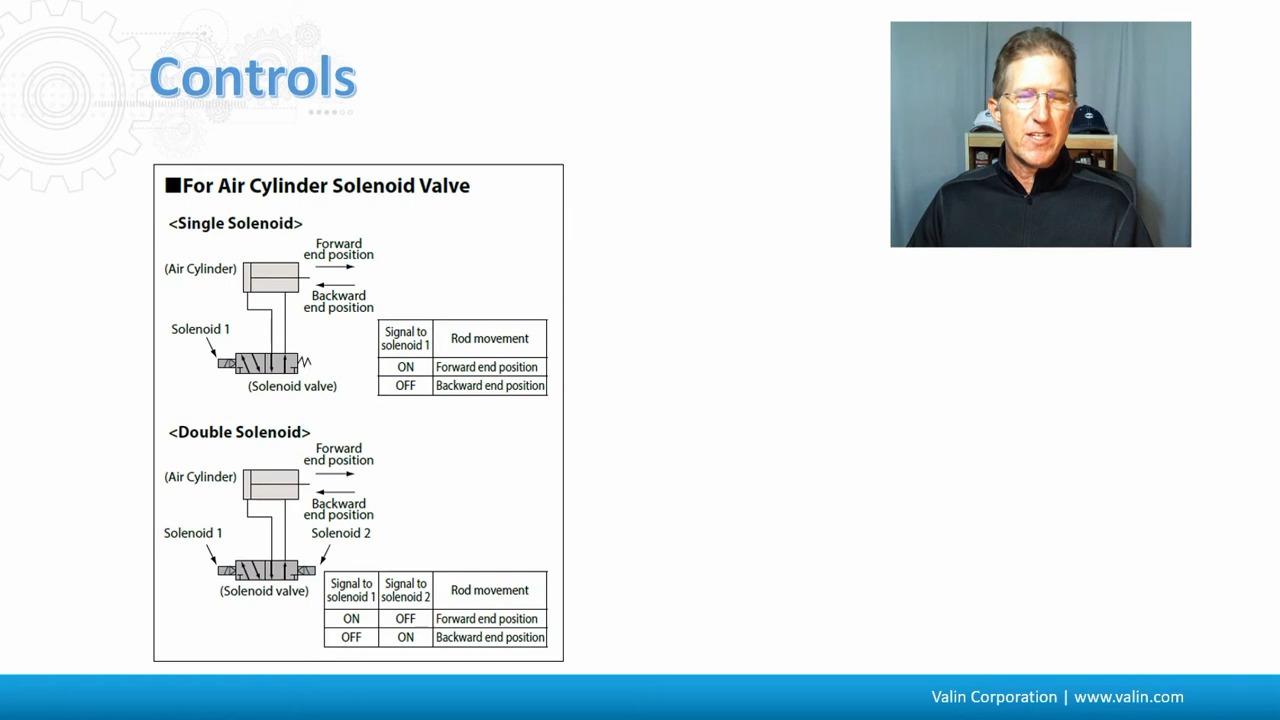 Controls
■For Air Cylinder Solenoid Valve
<Single Solenoid>
Forward
end position
(Air Cylinder)
Backward
end position
Solenoid 1
(Solenoid valve)
Signal to
solenoid 1
Rod movement
ON
Forward end position
OFF
Backward end position
<Double Solenoid>
Forward
end position
(Air Cylinder)
Backward
end position
Solenoid 1
Solenoid 2
(Solenoid valve)
Signal to
solenoid 1
Signal to
solenoid 2
Rod movement
ON
OFF
Forward end position
OFF
ON
Backward end position
Valin Corporation | www.valin.com